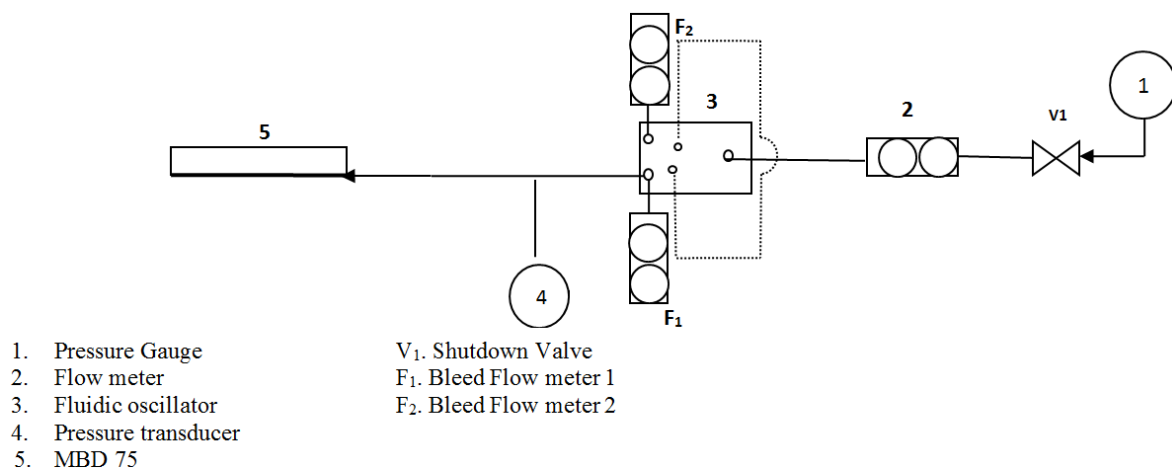 F₂
3
2
V1
1
5
4
F₁
1. Pressure Gauge
2. Flow meter
3. Fluidic oscillator
4. Pressure transducer
5. MBD 75
V₁. Shutdown Valve
F₁. Bleed Flow meter 1
F₂. Bleed Flow meter 2